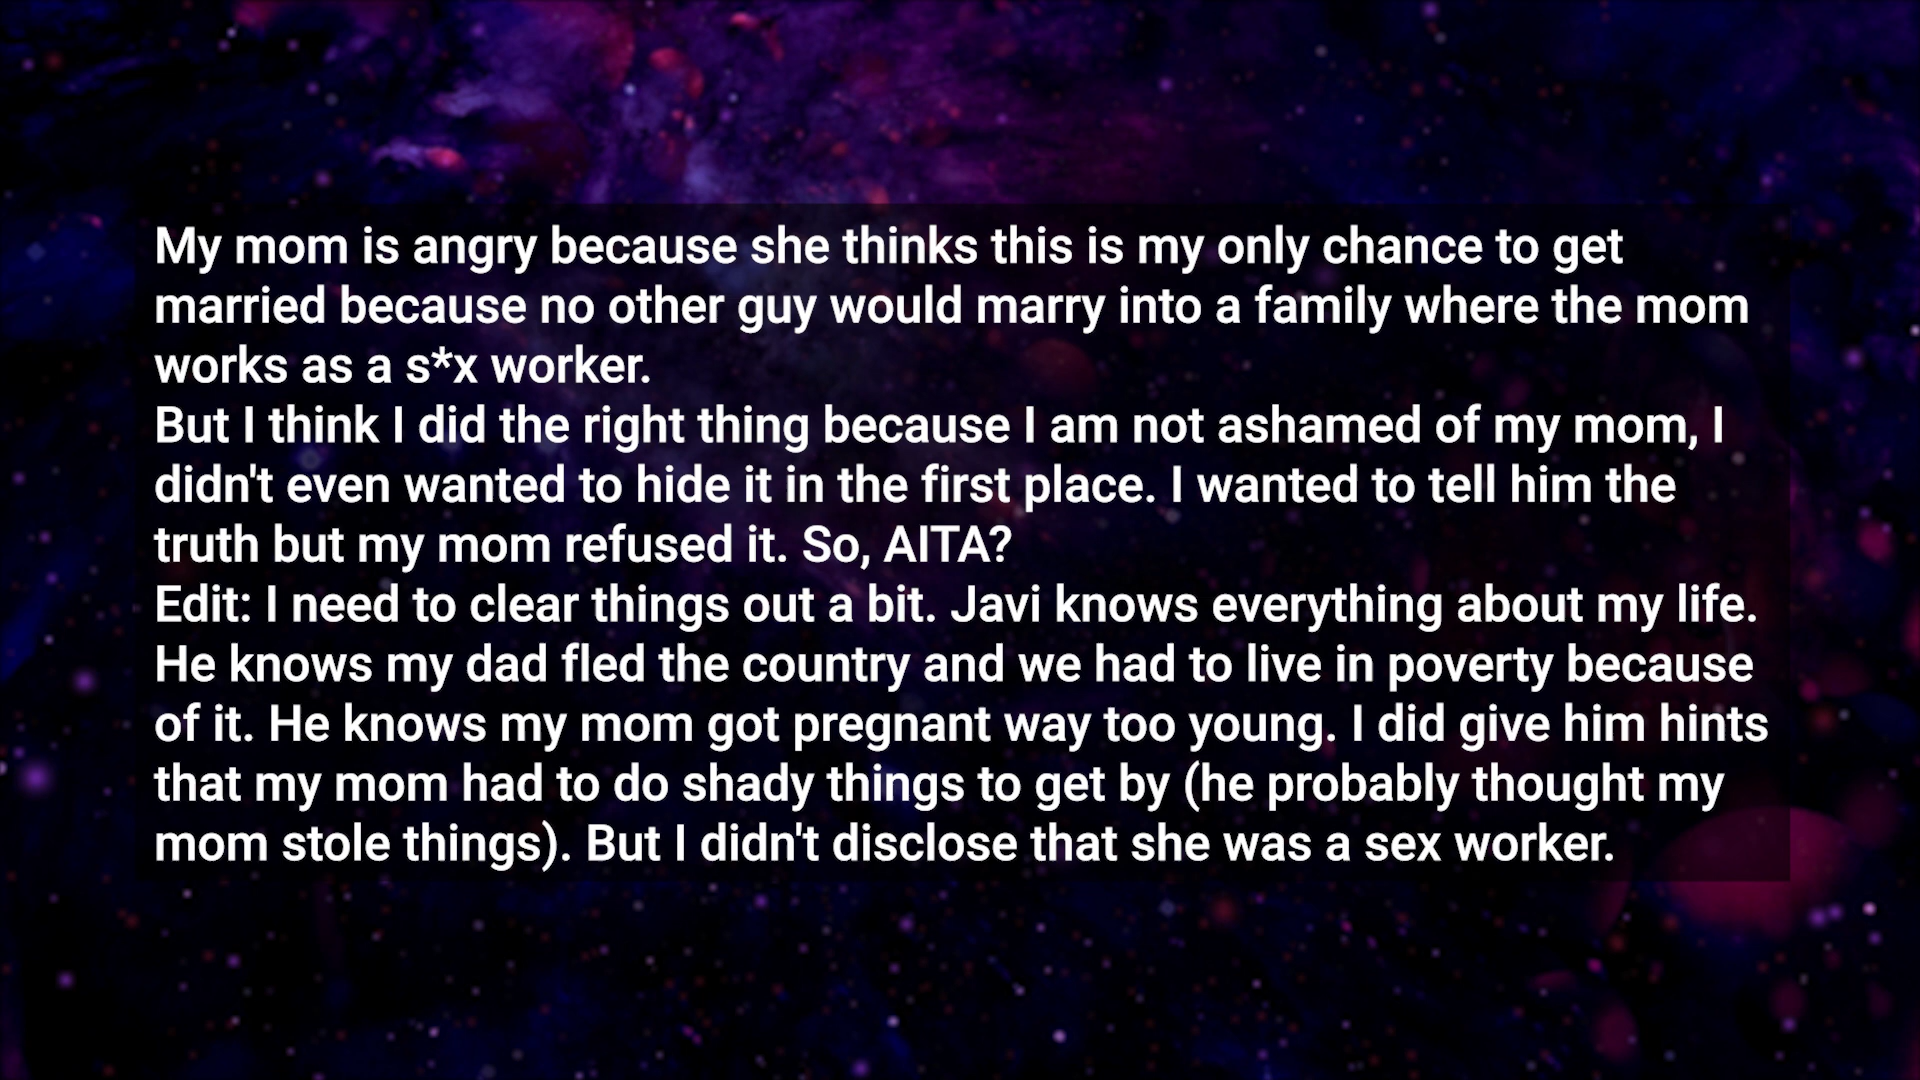 My mom is angry because she thinks this is my only chance to get
married because no other guy would marry into a family where the mom
works as a s*x worker.
But I think I did the right thing because I am not ashamed of my mom, I
didn't even wanted to hide it in the first place. I wanted to tell him the
truth but my mom refused it. So, AITA?
Edit: I need to clear things out a bit. Javi knows everything about my life.
He knows my dad fled the country and we had to live in poverty because
of it. He knows my mom got pregnant way too young. I did give him hints
that my mom had to do shady things to get by (he probably thought my
mom stole things). But I didn't disclose that she was a sex worker.